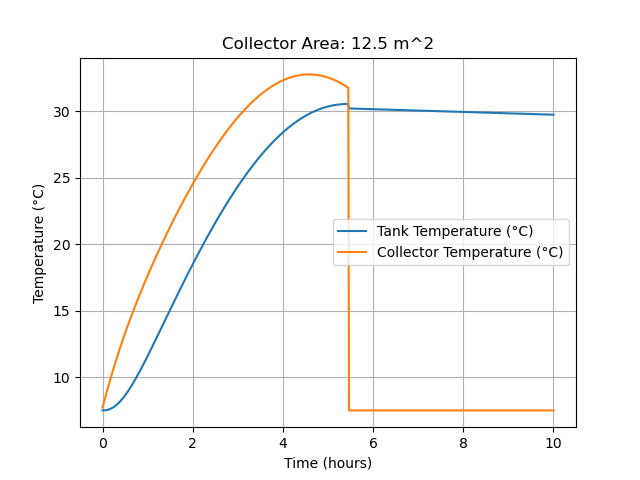 Collector Area: 12.5 m^2
Temperature (°C)
30
25
20
15
10
Tank Temperature (°C)
Collector Temperature (°C)
0 2 4 6 8 10
Time (hours)